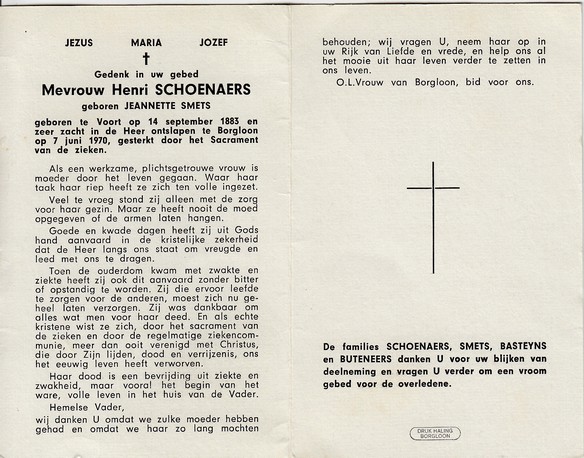 JEZUS MARIA JOZEF
Gedenk in uw gebed
Mevrouw Henri SCHOENAERS
geboren JEANNETTE SMETS
geboren te Voort op 14 september 1883 en
zeer zacht in de Heer ontslapen te Borgloon
op 7 juni 1970, gesterkt door het Sacrament
van de zieken.
Als een werkzame, plichtsgetrouwe vrouw is
moeder door het leven gegaan. Waar haar
taak haar riep heeft ze zich ten volle ingezet.
Veel te vroeg stond zij alleen met de zorg
voor haar gezin. Maar ze heeft nooit de moed
opgegeven of de armen laten hangen.
Goede en kwade dagen heeft zij uit Gods
hand aanvaard in de kristelijke zekerheid
dat de Heer langs ons staat om vreugde en
leed met ons te dragen.
Toen de ouderdom kwam met zwakte en
ziekte heeft zij ook dit aanvaard zonder bitter
of opstandig te worden. Zij die ervoor leefde
te zorgen voor de anderen, moest zich nu ge-
heel laten verzorgen. Zij was dankbaar om
alles wat men voor haar deed. En als echte
kristene wist ze zich, door het sacrament van
de zieken en door de regelmatige ziekencom-
munie, meer dan ooit verenigd met Christus,
die door Zijn lijden, dood en verrijzenis, ons
het eeuwig leven heeft verworven.
Haar dood is een bevrijding uit ziekte en
zwakheid, maar voora! het begin van het
ware, volle leven in het huis van de Vader.
Hemelse Vader,
wij danken U omdat we zulke moeder hebben
gehad en omdat we haar zo lang mochten
behouden; wij vragen U, neem haar op in
uw Rijk van Liefde en vrede, en help ons al
het mooie uit haar leven verder te zetten in
ons leven.
O.L.Vrouw van Borgloon, bid voor ons.
De families SCHOENAERS, SMETS, BASTEYNS
en BUTENEERS danken U voor uw blijken van
deelneming en vragen U verder om een vroom
gebed voor de overledene.
DRUK HALING
BORGLOON